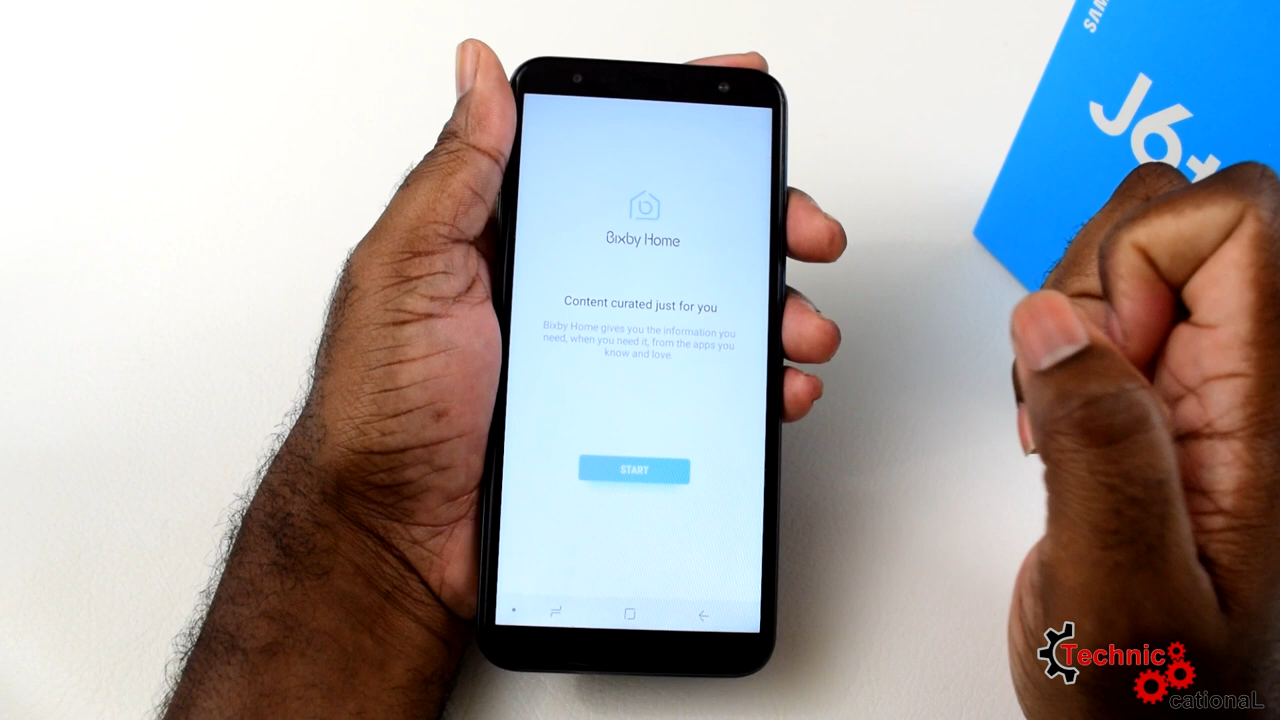 SAMS
J6+
Bixby Home
Content curated just for you
Bixby Home gives you the information you
need, when you need it, from the apps you
know and love.
START
Technic
cationaL